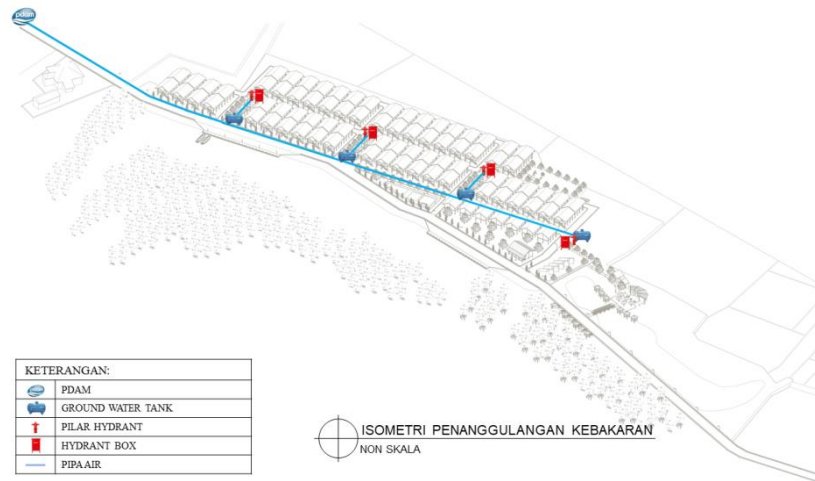 pdam
KETERANGAN:
PDAM
GROUND WATER TANK
PILAR HYDRANT
HYDRANT BOX
PIPA AIR
ISOMETRI PENANGGULANGAN KEBAKARAN
NON SKALA